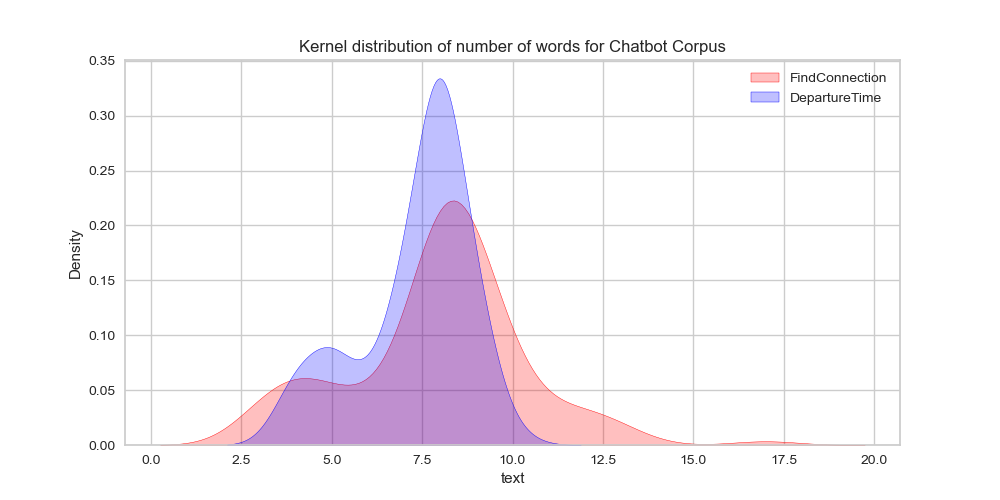 Kernel distribution of number of words for Chatbot Corpus
FindConnection
DepartureTime
Density
0.35
0.30
0.25
0.20
0.15
0.10
0.05
0.00
0.0 2.5 5.0 7.5 10.0 12.5 15.0 17.5 20.0
text